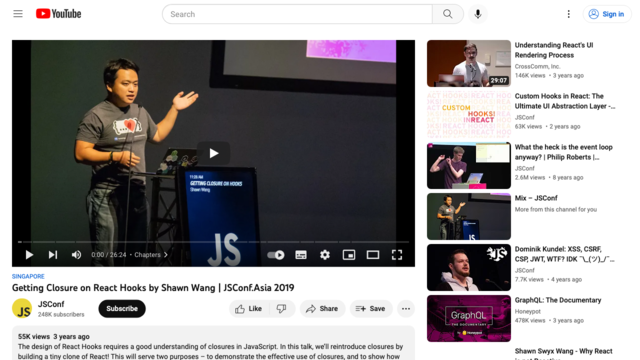 YouTube
Search
Sign in
11:05 AM
GETTING CLOSURE ON HOOKS
Shawn Wang
JS
0:00 / 26:24 • Chapters
SINGAPORE
Getting Closure on React Hooks by Shawn Wang | JSConf.Asia 2019
JS
JSConf
248K subscribers
Subscribe
Like
Share
Save
55K views 3 years ago
The design of React Hooks requires a good understanding of closures in JavaScript. In this talk, we'll reintroduce closures by
building a tiny clone of React! This will serve two purposes – to demonstrate the effective use of closures, and to show how
29:07
Understanding React's UI
Rendering Process
CrossComm, Inc.
146K views • 3 years ago
CUSTOM
HOOKS:
IN REACT
Custom Hooks in React: The
Ultimate UI Abstraction Layer -...
JSConf
63K views • 2 years ago
What the heck is the event loop
anyway? | Philip Roberts |...
JSConf
2.6M views • 8 years ago
Mix – JSConf
More from this channel for you
JS
Dominik Kundel: XSS, CSRF,
CSP, JWT, WTF? IDK ¯\_(ツ)_/¯...
JSConf
7.7K views • 4 years ago
GraphQL
THE DOCUMENTARY
GraphQL: The Documentary
Honeypot
478K views • 3 years ago
Shawn Swyx Wang - Why React